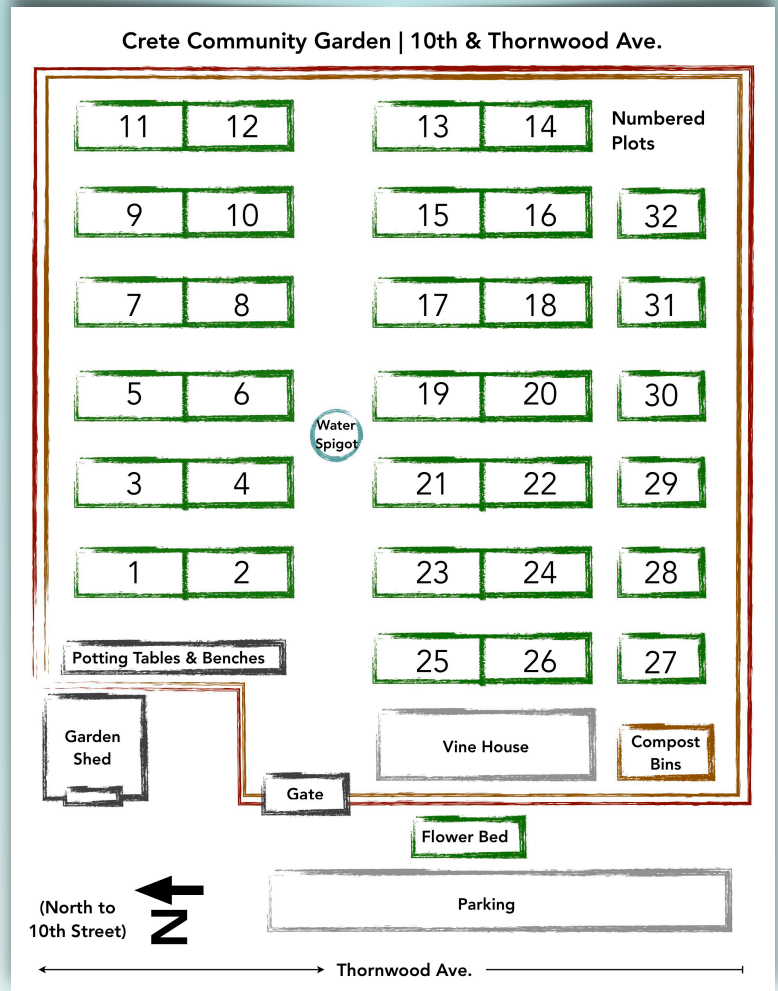 Crete Community Garden | 10th & Thornwood Ave.
11 12 13 14 Numbered
Plots
9 10 15 16 32
7 8 17 18 31
5 6 19 20 30
Water
Spigot
3 4 21 22 29
1 2 23 24 28
Potting Tables & Benches
25 26 27
Garden
Shed
Vine House
Compost
Bins
Gate
Flower Bed
Parking
(North to
10th Street)
N
Thornwood Ave.